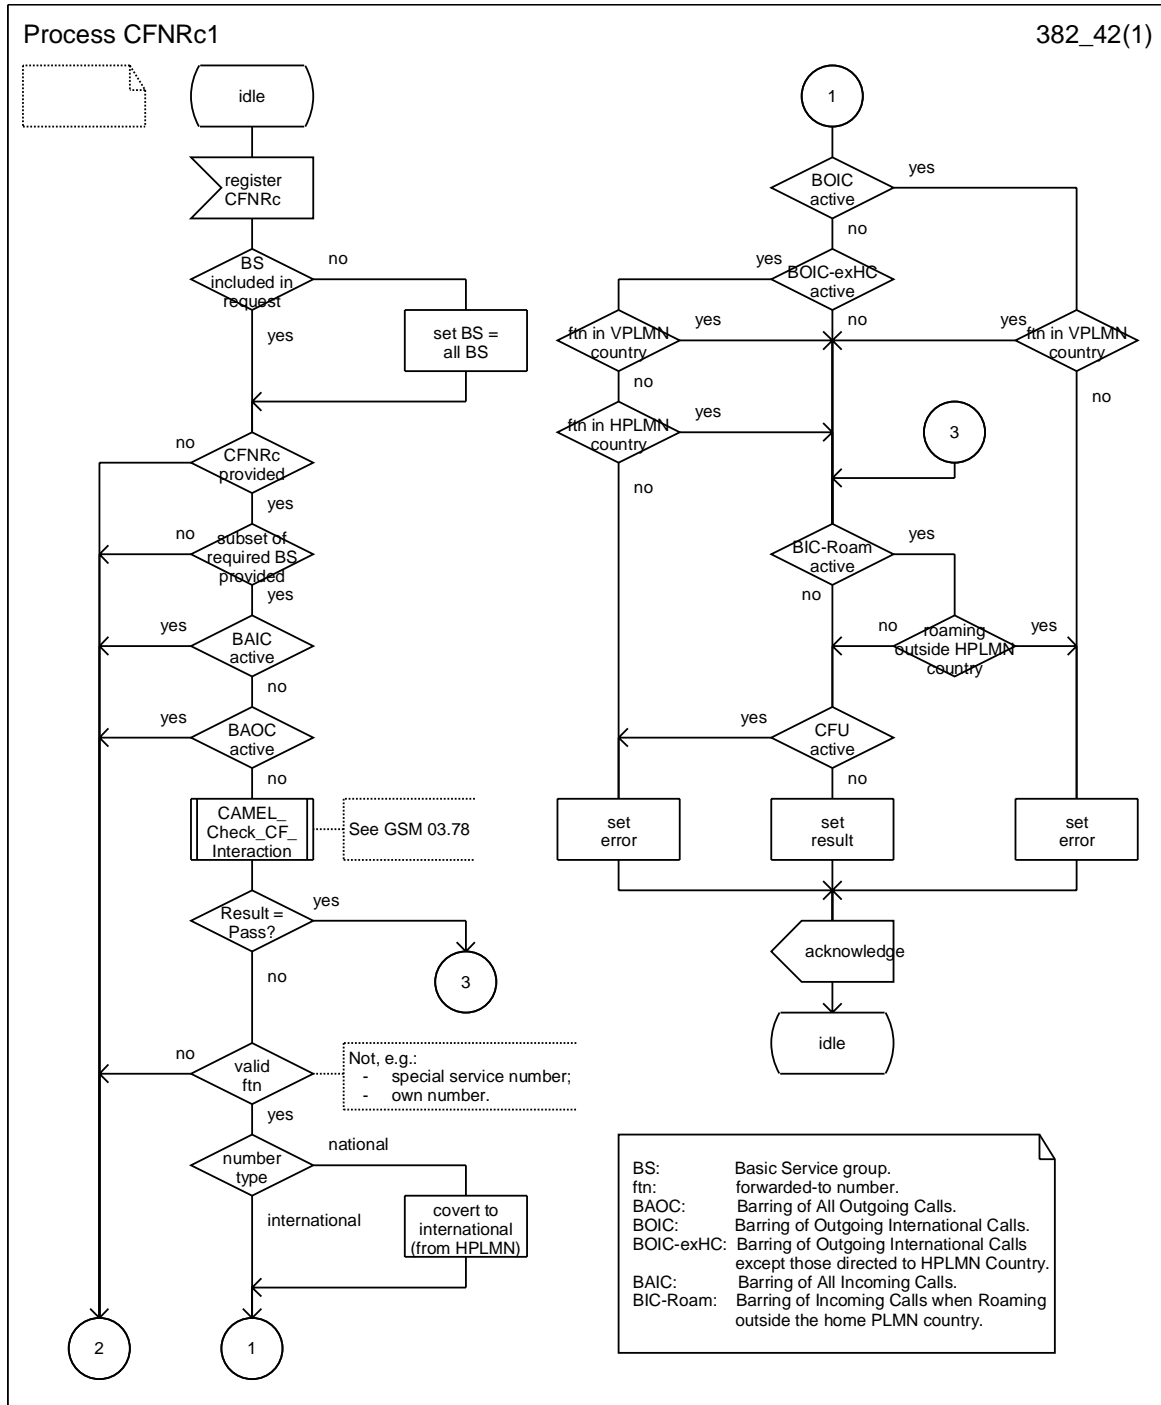 Process CFNRc1
382_42(1)
idle
register
CFNRc
BS
included in
request
no
yes
set BS =
all BS
CFNRc
provided
no
yes
subset of
required BS
provided
no
yes
BAIC
active
yes
no
BAOC
active
yes
no
CAMEL_
Check_CF_
Interaction
See GSM 03.78
Result =
Pass?
yes
no
3
valid
ftn
no
yes
Not, e.g.:
- special service number;
- own number.
number
type
national
international
covert to
international
(from HPLMN)
2
1
1
BOIC
active
yes
no
BOIC-exHC
active
yes
no
ftn in VPLMN
country
yes
no
ftn in VPLMN
country
yes
no
ftn in HPLMN
country
yes
no
3
BIC-Roam
active
yes
no
roaming
outside HPLMN
country
no
yes
CFU
active
yes
no
set
error
set
result
set
error
acknowledge
idle
BS: Basic Service group.
ftn: forwarded-to number.
BAOC: Barring of All Outgoing Calls.
BOIC: Barring of Outgoing International Calls.
BOIC-exHC: Barring of Outgoing International Calls
except those directed to HPLMN Country.
BAIC: Barring of All Incoming Calls.
BIC-Roam: Barring of Incoming Calls when Roaming
outside the home PLMN country.